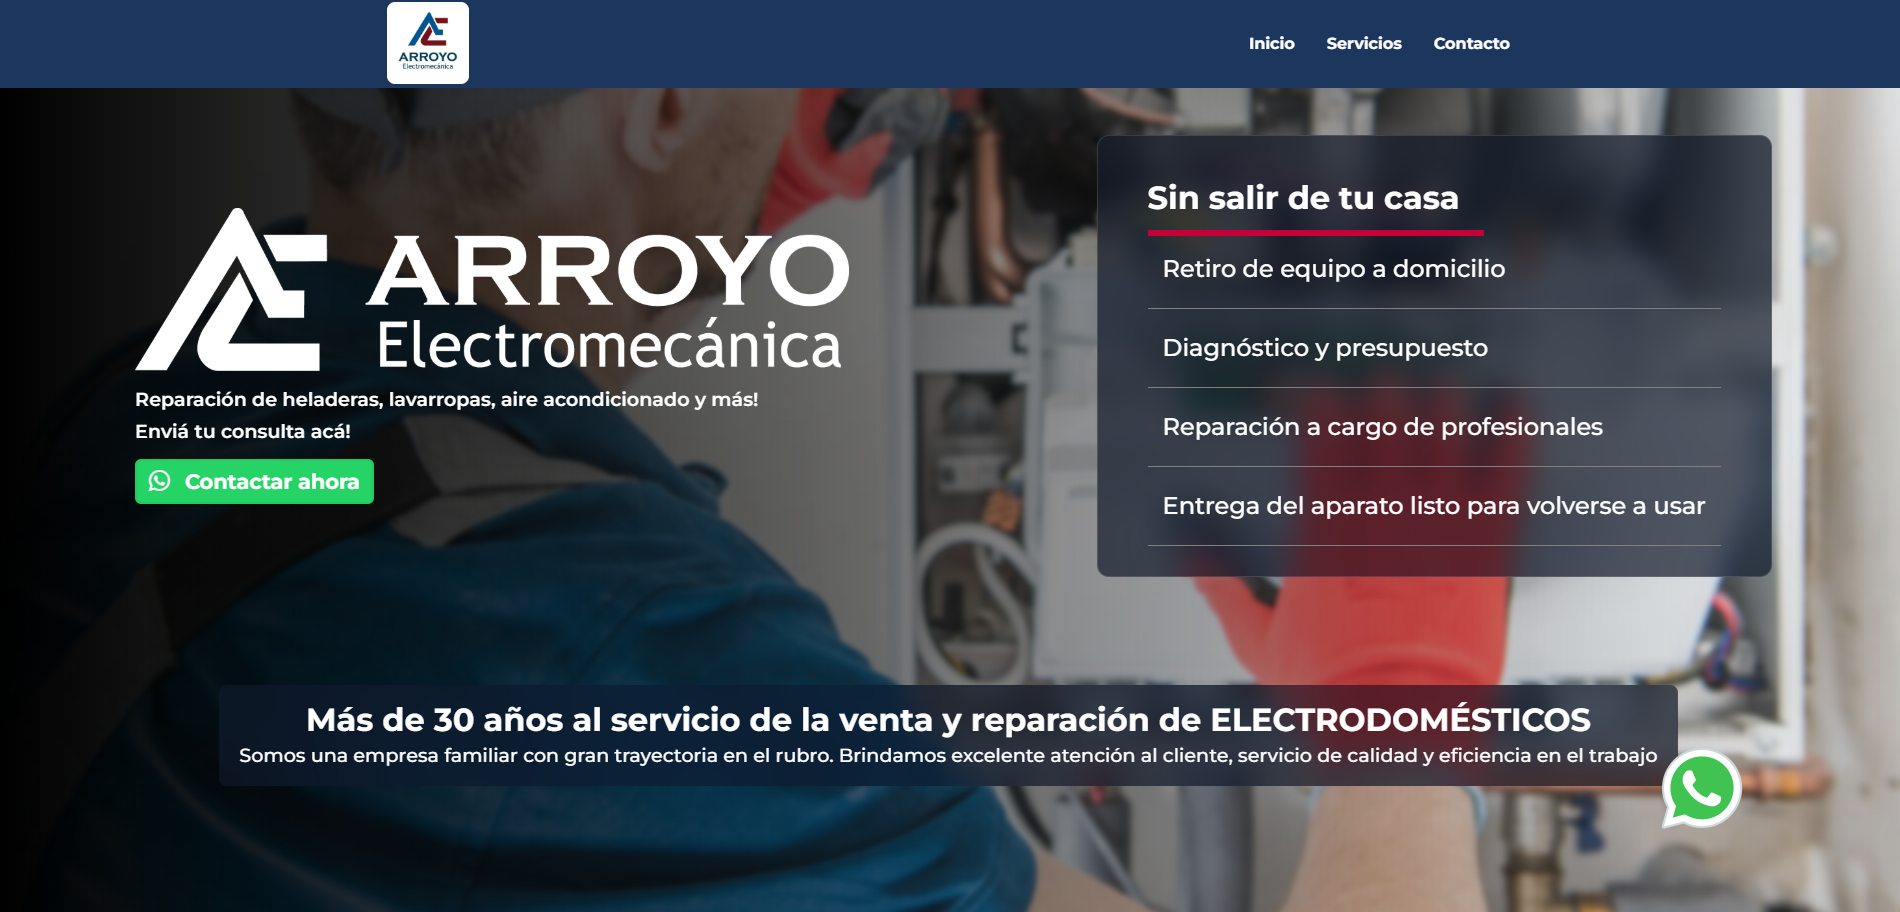 ARROYO
Electromecánica
Inicio
Servicios
Contacto
ARROYO
Electromecánica
Reparación de heladeras, lavarropas, aire acondicionado y más!
Enviá tu consulta acá!
Contactar ahora
Sin salir de tu casa
Retiro de equipo a domicilio
Diagnóstico y presupuesto
Reparación a cargo de profesionales
Entrega del aparato listo para volverse a usar
Más de 30 años al servicio de la venta y reparación de ELECTRODOMÉSTICOS
Somos una empresa familiar con gran trayectoria en el rubro. Brindamos excelente atención al cliente, servicio de calidad y eficiencia en el trabajo